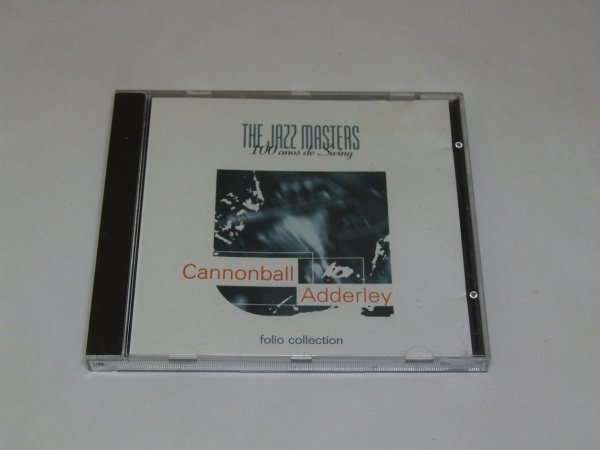 THE JAZZ MASTERS
100 anos de Swing
Cannonball
Adderley
folio collection